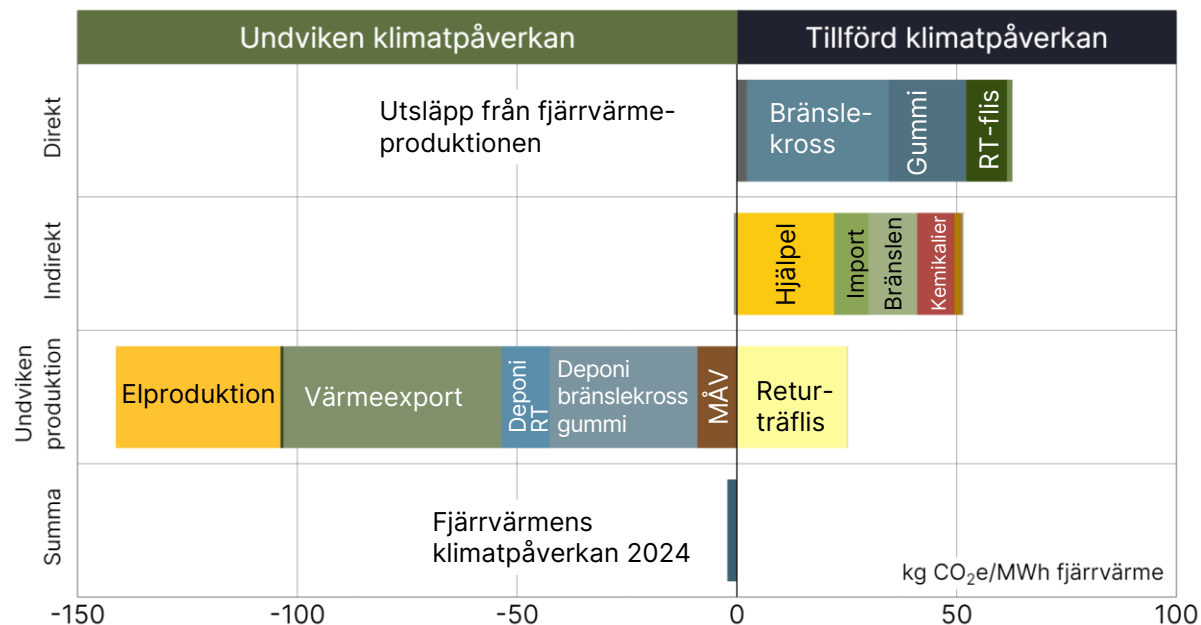 Undviken klimatpåverkan
Tillförd klimatpåverkan
Direkt
Utsläpp från fjärrvärme-
produktionen
Bränsle-
kross
Gummi
RT-flis
Indirekt
Hjälpel
Import
Bränslen
Kemikalier
Undviken
produktion
Elproduktion
Värmeexport
Deponi
RT
Deponi
bränslekross
gummi
MÅV
Retur-
träflis
Summa
Fjärrvärmens
klimatpåverkan 2024
kg CO₂e/MWh fjärrvärme
-150
-100
-50
0
50
100